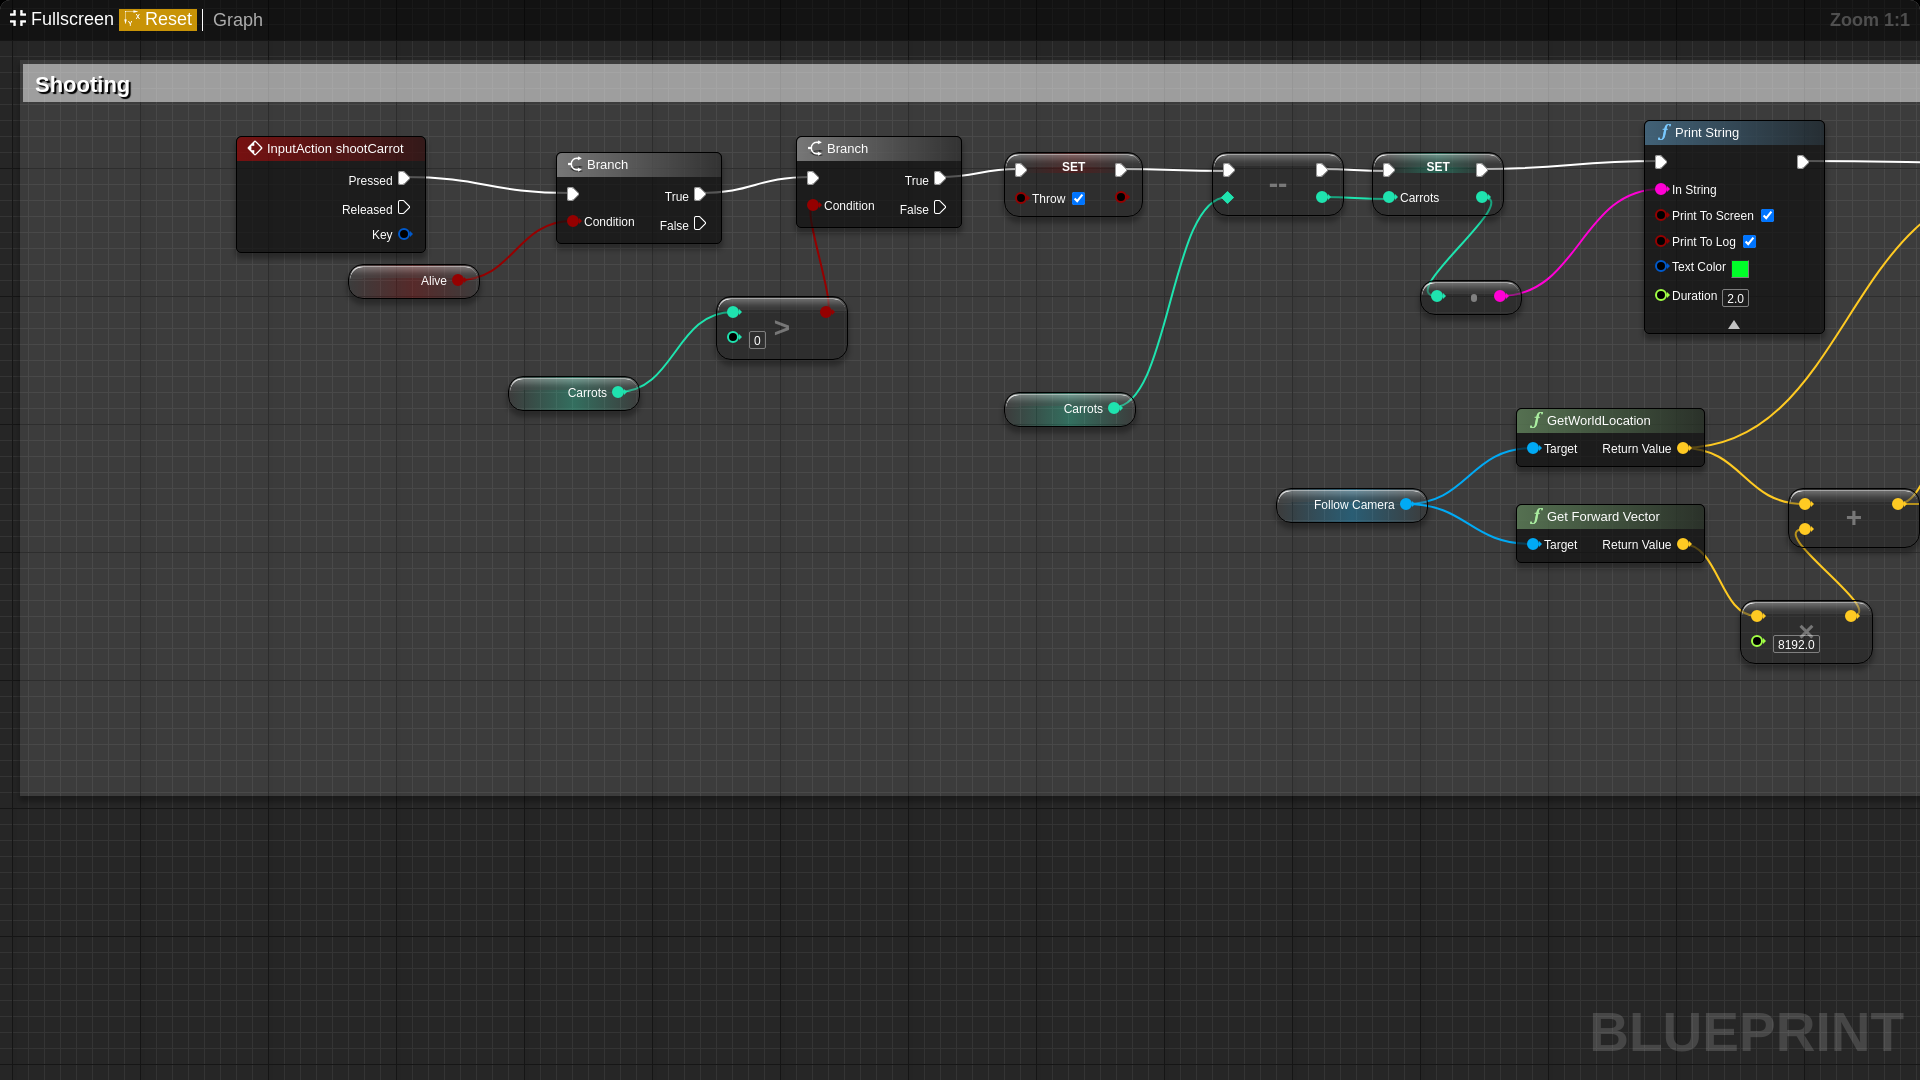 Fullscreen Reset Graph
Zoom 1:1
Shooting
InputAction shootCarrot
Pressed
Released
Key
Alive
Branch
True
Condition
False
Branch
True
Condition
False
>
0
Carrots
SET
Throw
--
Carrots
SET
Carrots
Print String
In String
Print To Screen
Print To Log
Text Color
Duration 2.0
GetWorldLocation
Target Return Value
Follow Camera
Get Forward Vector
Target Return Value
+
×
8192.0
BLUEPRINT